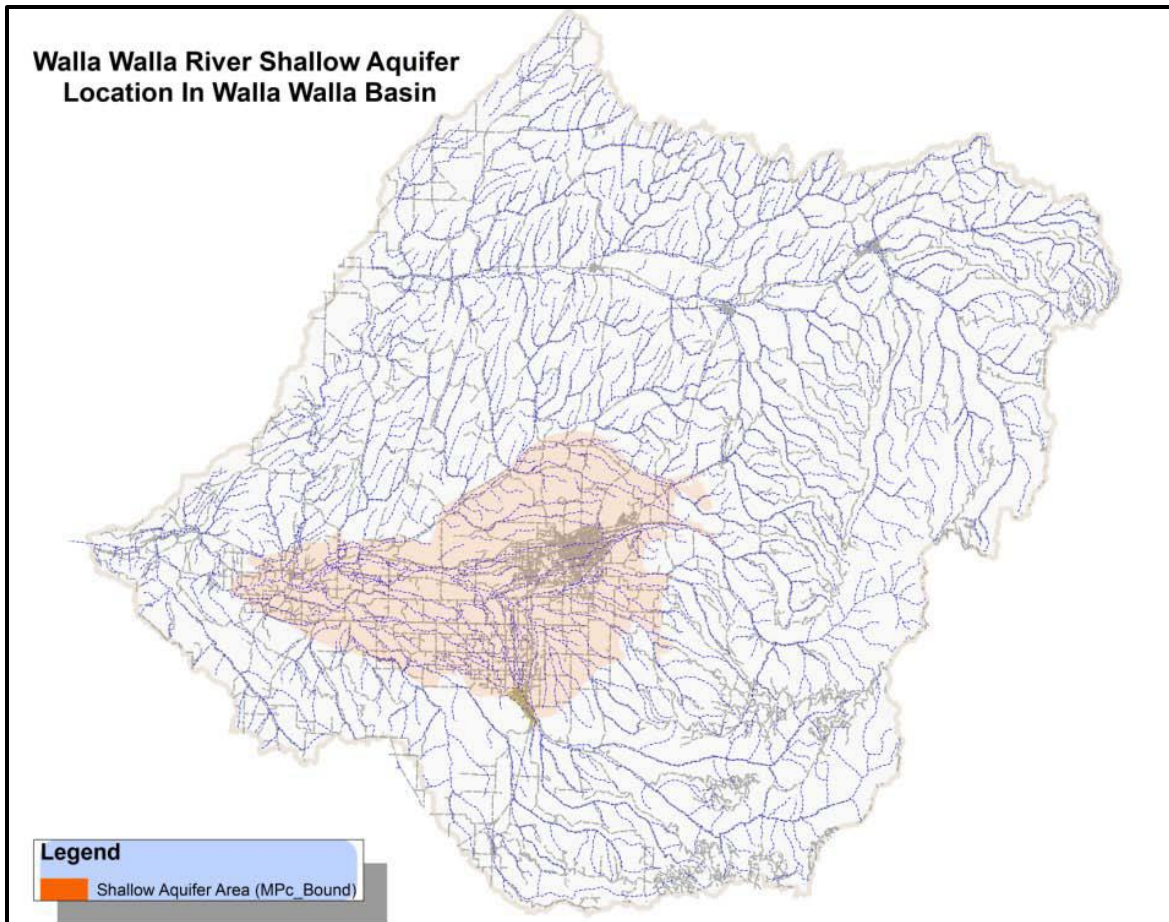 Walla Walla River Shallow Aquifer
Location In Walla Walla Basin
Legend
Shallow Aquifer Area (MPc_Bound)